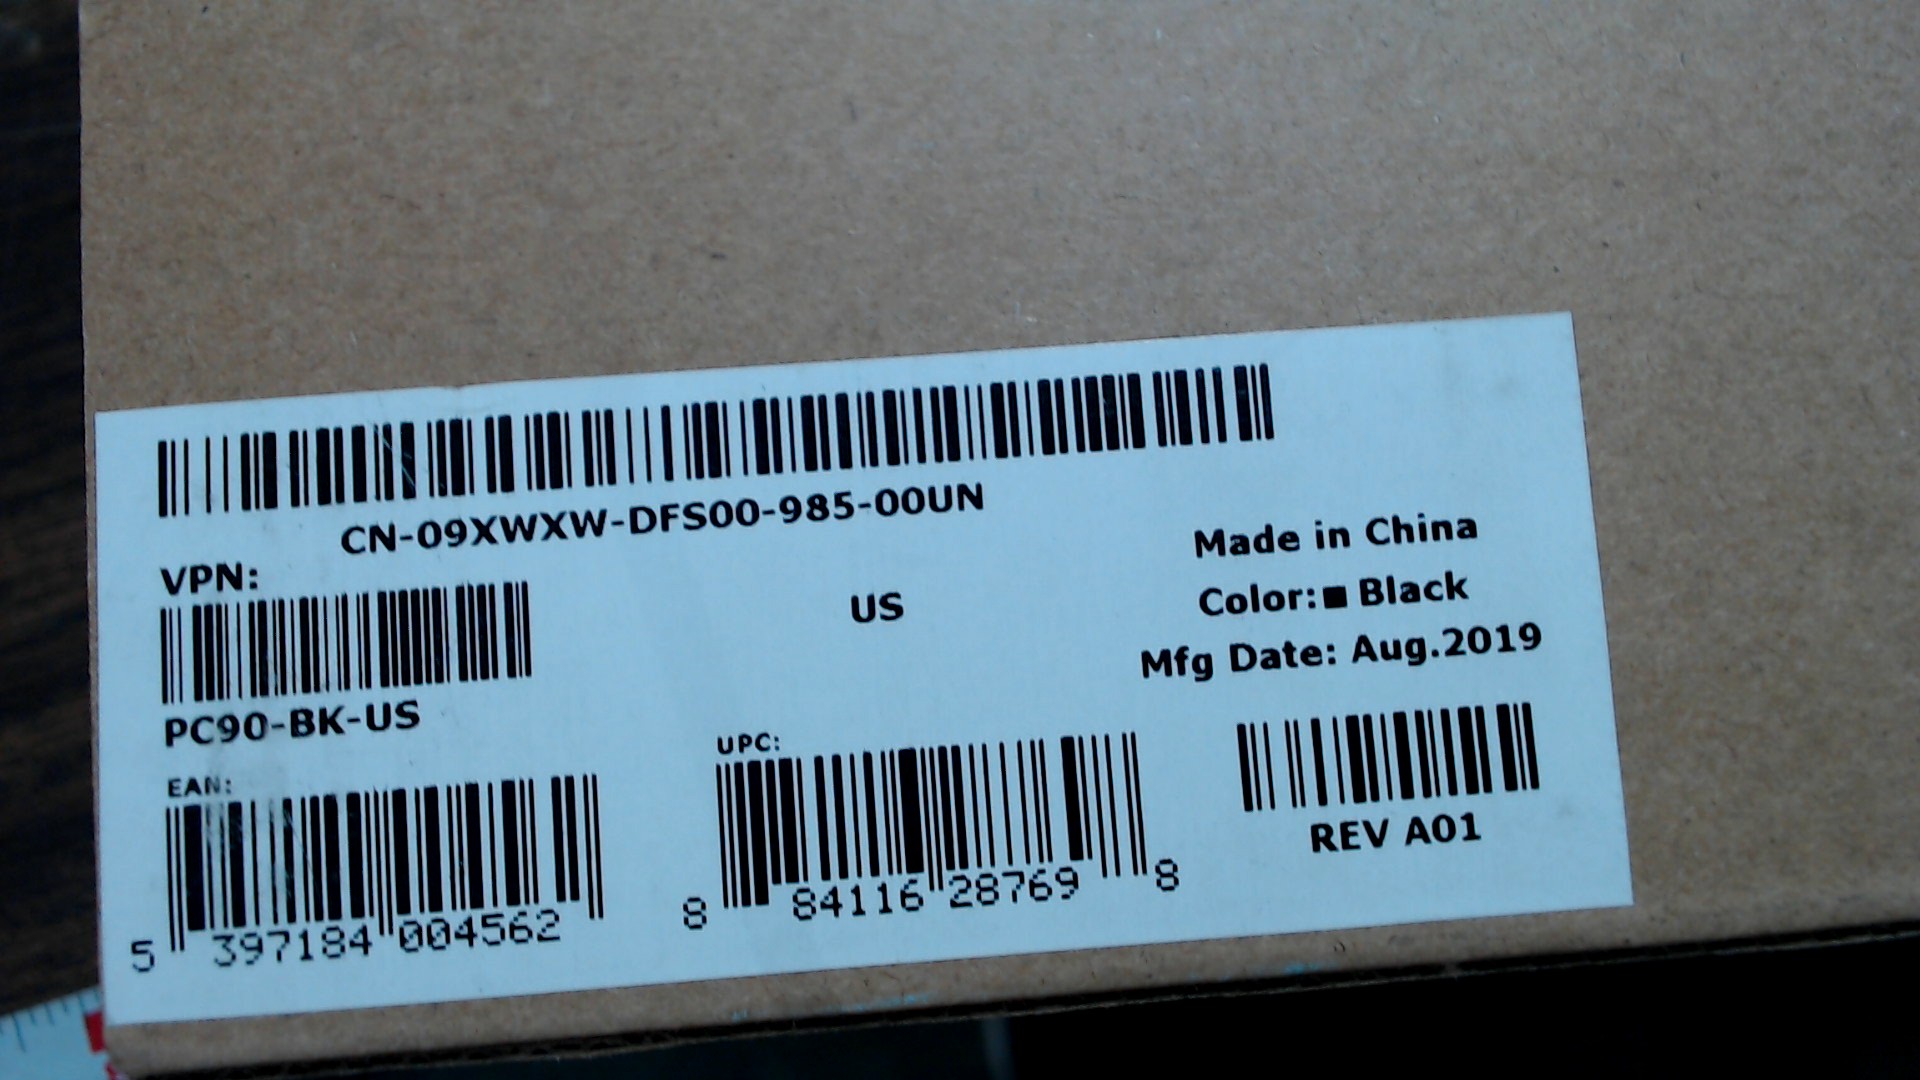 CN-09XWXW-DFS00-985-00UN
VPN:
PC90-BK-US
US
Made in China
Color:■ Black
Mfg Date: Aug.2019
EAN:
5 397184 004562
UPC:
8 84116 28769 8
REV A01